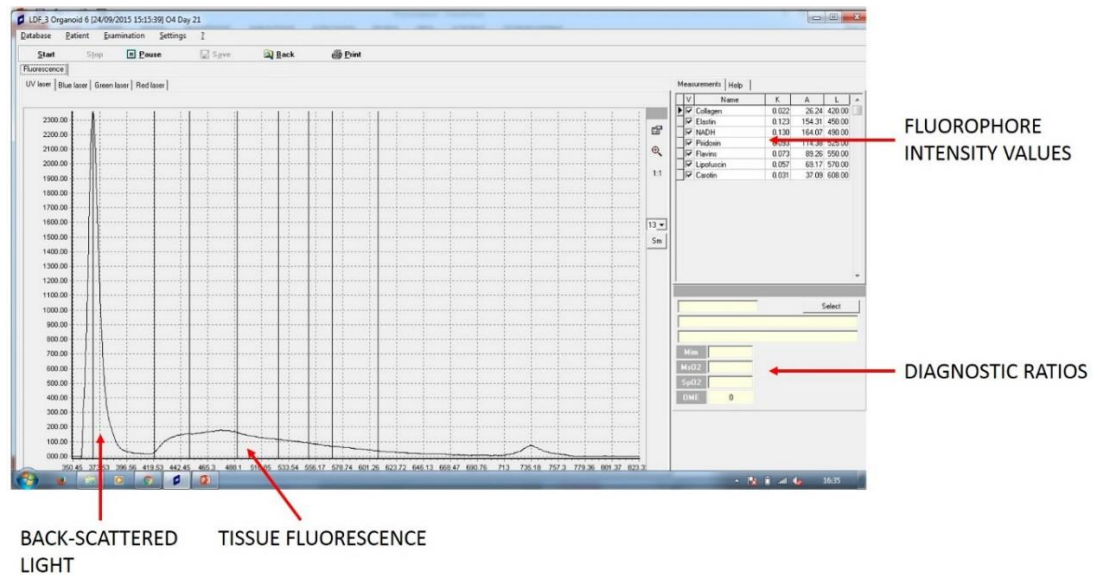 LDF_3 Organoid 6 [24/09/2015 15:15:39] O4 Day 21
Database Patient Examination Settings ?
Start Stop Pause Save Back Print
Fluorescence
UV laser Blue laser Green laser Red laser
Measurements Help
V Name K A L
Collagen 0.022 26.24 420.00
Elastin 0.123 154.31 450.00
NADH 0.130 164.07 490.00
Piridoxin 0.093 114.38 525.00
Flavins 0.073 89.26 550.00
Lipofuscin 0.057 69.17 570.00
Carotin 0.031 37.09 608.00
FLUOROPHORE
INTENSITY VALUES
2300.00
2200.00
2100.00
2000.00
1900.00
1800.00
1700.00
1600.00
1500.00
1400.00
1300.00
1200.00
1100.00
1000.00
900.00
800.00
700.00
600.00
500.00
400.00
300.00
200.00
100.00
000.00
1:1
13
Sm
Select
Mim
MsO2
SpO2
OME 0
DIAGNOSTIC RATIOS
350.45 373.53 396.56 419.53 442.45 465.3 488.1 533.54 556.17 578.74 601.26 623.72 646.13 668.47 690.76 713 735.18 757.3 779.36 801.37 823.3
16:35
BACK-SCATTERED
LIGHT
TISSUE FLUORESCENCE